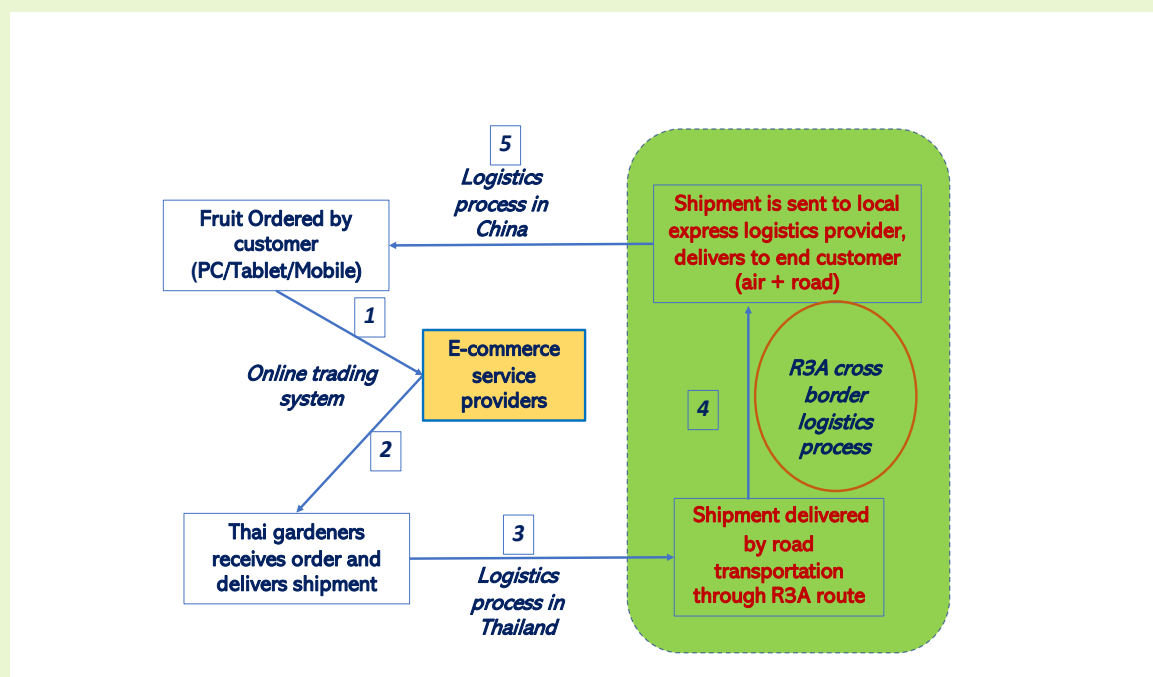 5
Logistics
process in
China
Fruit Ordered by
customer
(PC/Tablet/Mobile)
Shipment is sent to local
express logistics provider,
delivers to end customer
(air + road)
1
Online trading
system
E-commerce
service
providers
2
4
R3A cross
border
logistics
process
Thai gardeners
receives order and
delivers shipment
3
Logistics
process in
Thailand
Shipment delivered
by road
transportation
through R3A route